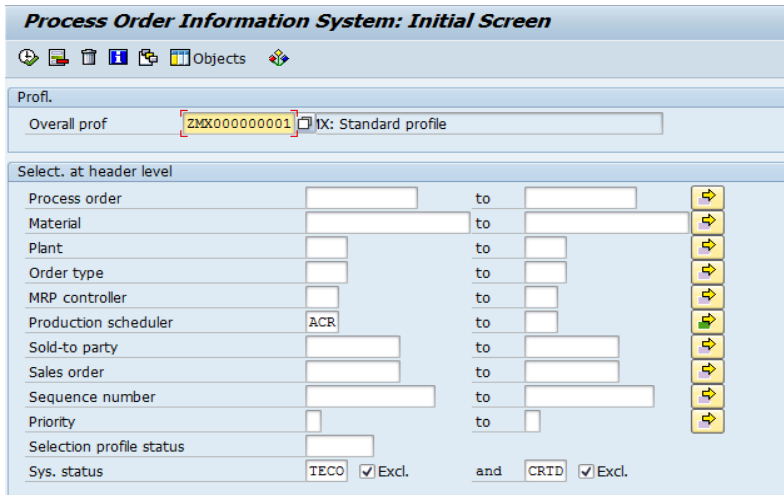 Process Order Information System: Initial Screen
Objects
Profl.
Overall prof ZMX000000001 MX: Standard profile
Select. at header level
Process order to
Material to
Plant to
Order type to
MRP controller to
Production scheduler ACR to
Sold-to party to
Sales order to
Sequence number to
Priority to
Selection profile status
Sys. status TECO Excl. and CRTD Excl.